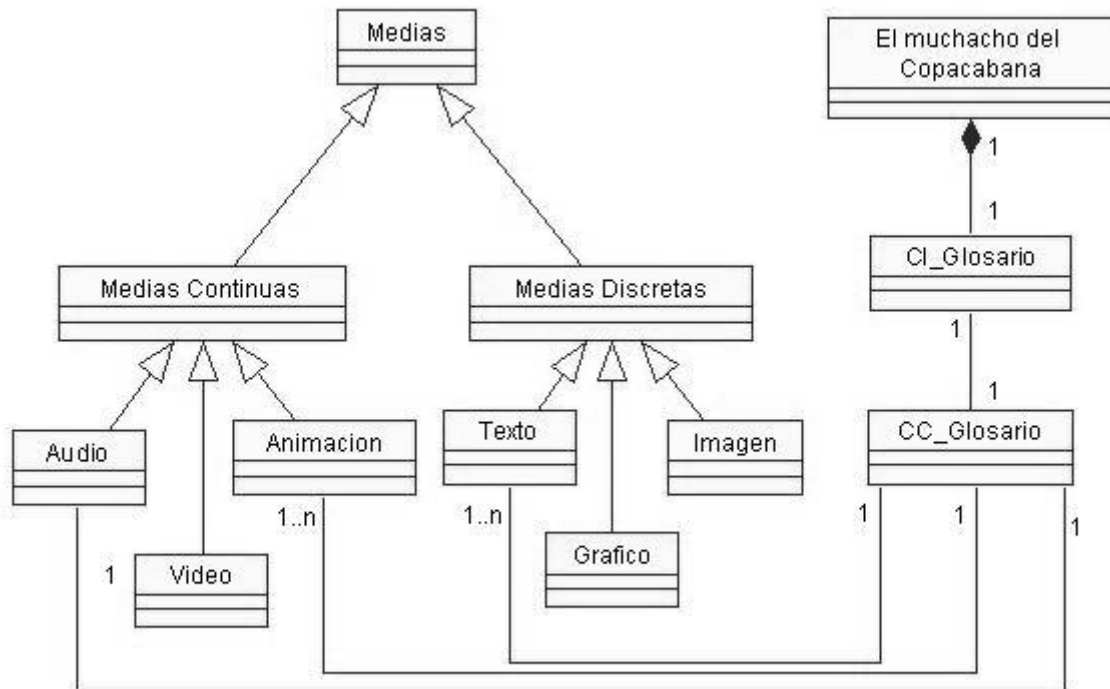 Medias
El muchacho del
Copacabana
1
1
CI_Glosario
Medias Continuas
Medias Discretas
1
1
CC_Glosario
Texto
Imagen
Audio
Animacion
1..n
1..n
1
1
1
1
Video
Grafico